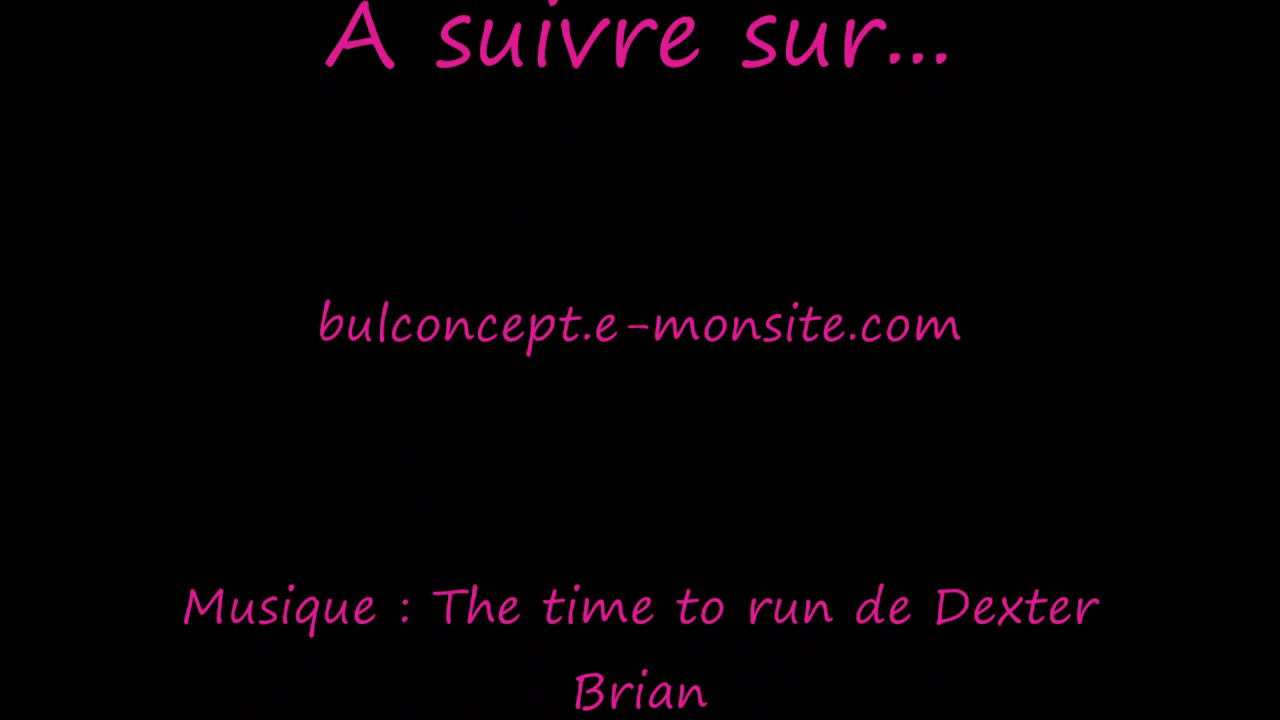 A suivre sur...
bulconcept.e-monsite.com
Musique : The time to run de Dexter
Brian